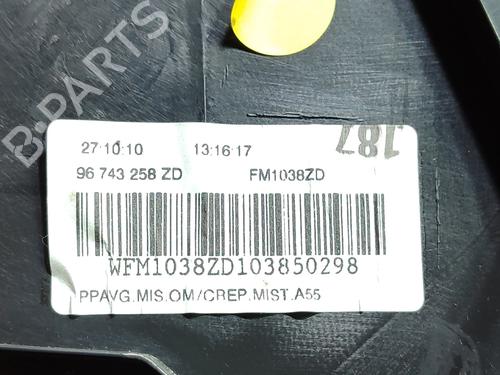 B-PARTS
187
27:10:10 13:16:17
96 743 258 ZD FM1038ZD
WFM1038ZD103850298
PPAVG.MIS.OM/CREP.MIST.A55